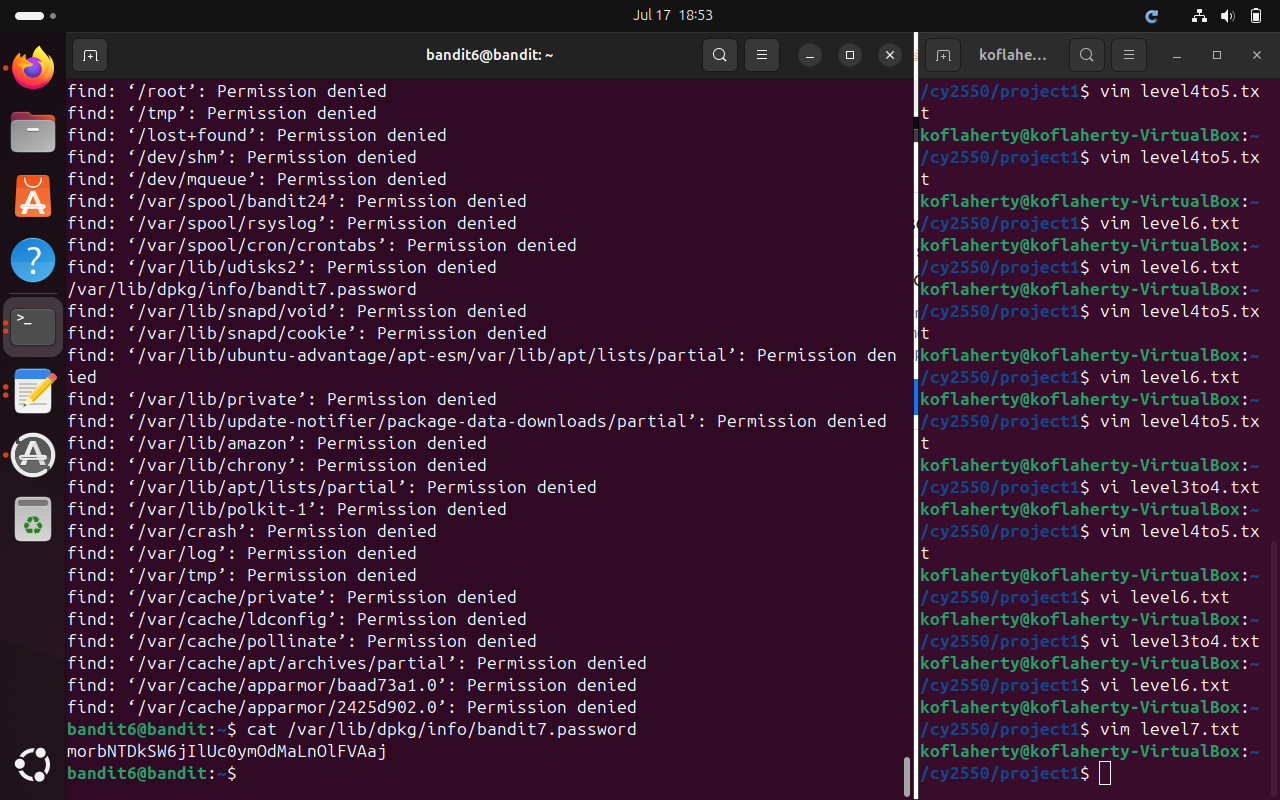 Jul 17 18:53
bandit6@bandit: ~
find: ‘/root’: Permission denied
find: ‘/tmp’: Permission denied
find: ‘/lost+found’: Permission denied
find: ‘/dev/shm’: Permission denied
find: ‘/dev/mqueue’: Permission denied
find: ‘/var/spool/bandit24’: Permission denied
find: ‘/var/spool/rsyslog’: Permission denied
find: ‘/var/spool/cron/crontabs’: Permission denied
find: ‘/var/lib/udisks2’: Permission denied
/var/lib/dpkg/info/bandit7.password
find: ‘/var/lib/snapd/void’: Permission denied
find: ‘/var/lib/snapd/cookie’: Permission denied
find: ‘/var/lib/ubuntu-advantage/apt-esm/var/lib/apt/lists/partial’: Permission den
ied
find: ‘/var/lib/private’: Permission denied
find: ‘/var/lib/update-notifier/package-data-downloads/partial’: Permission denied
find: ‘/var/lib/amazon’: Permission denied
find: ‘/var/lib/chrony’: Permission denied
find: ‘/var/lib/apt/lists/partial’: Permission denied
find: ‘/var/lib/polkit-1’: Permission denied
find: ‘/var/crash’: Permission denied
find: ‘/var/log’: Permission denied
find: ‘/var/tmp’: Permission denied
find: ‘/var/cache/private’: Permission denied
find: ‘/var/cache/ldconfig’: Permission denied
find: ‘/var/cache/pollinate’: Permission denied
find: ‘/var/cache/apt/archives/partial’: Permission denied
find: ‘/var/cache/apparmor/baad73a1.0’: Permission denied
find: ‘/var/cache/apparmor/2425d902.0’: Permission denied
bandit6@bandit:~$ cat /var/lib/dpkg/info/bandit7.password
morbNTDkSW6jIlUc0ymOdMaLnOlFVAaj
bandit6@bandit:~$
koflahe...
/cy2550/project1$ vim level4to5.tx
t
koflaherty@koflaherty-VirtualBox:~
/cy2550/project1$ vim level4to5.tx
t
koflaherty@koflaherty-VirtualBox:~
/cy2550/project1$ vim level6.txt
koflaherty@koflaherty-VirtualBox:~
/cy2550/project1$ vim level6.txt
koflaherty@koflaherty-VirtualBox:~
/cy2550/project1$ vim level4to5.tx
t
koflaherty@koflaherty-VirtualBox:~
/cy2550/project1$ vim level6.txt
koflaherty@koflaherty-VirtualBox:~
/cy2550/project1$ vim level4to5.tx
t
koflaherty@koflaherty-VirtualBox:~
/cy2550/project1$ vi level3to4.txt
koflaherty@koflaherty-VirtualBox:~
/cy2550/project1$ vim level4to5.tx
t
koflaherty@koflaherty-VirtualBox:~
/cy2550/project1$ vi level6.txt
koflaherty@koflaherty-VirtualBox:~
/cy2550/project1$ vi level3to4.txt
koflaherty@koflaherty-VirtualBox:~
/cy2550/project1$ vi level6.txt
koflaherty@koflaherty-VirtualBox:~
/cy2550/project1$ vim level7.txt
koflaherty@koflaherty-VirtualBox:~
/cy2550/project1$